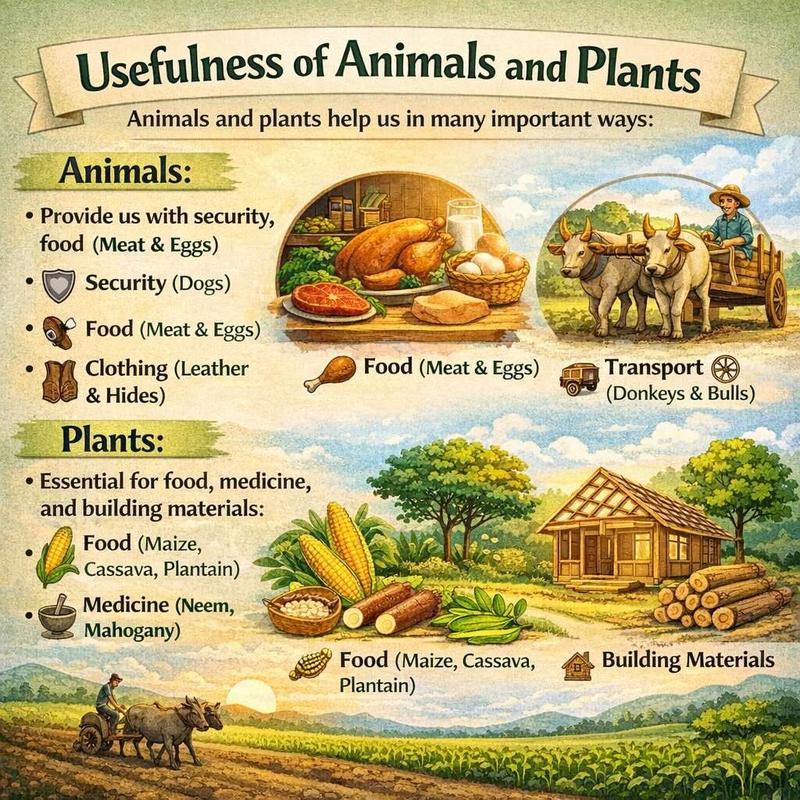 Usefulness of Animals and Plants
Animals and plants help us in many important ways:
Animals:
• Provide us with security,
food (Meat & Eggs)
• Security (Dogs)
• Food (Meat & Eggs)
• Clothing (Leather
& Hides)
Food (Meat & Eggs)
Transport
(Donkeys & Bulls)
Plants:
• Essential for food, medicine,
and building materials:
• Food (Maize,
Cassava, Plantain)
• Medicine (Neem,
Mahogany)
Food (Maize, Cassava,
Plantain)
Building Materials